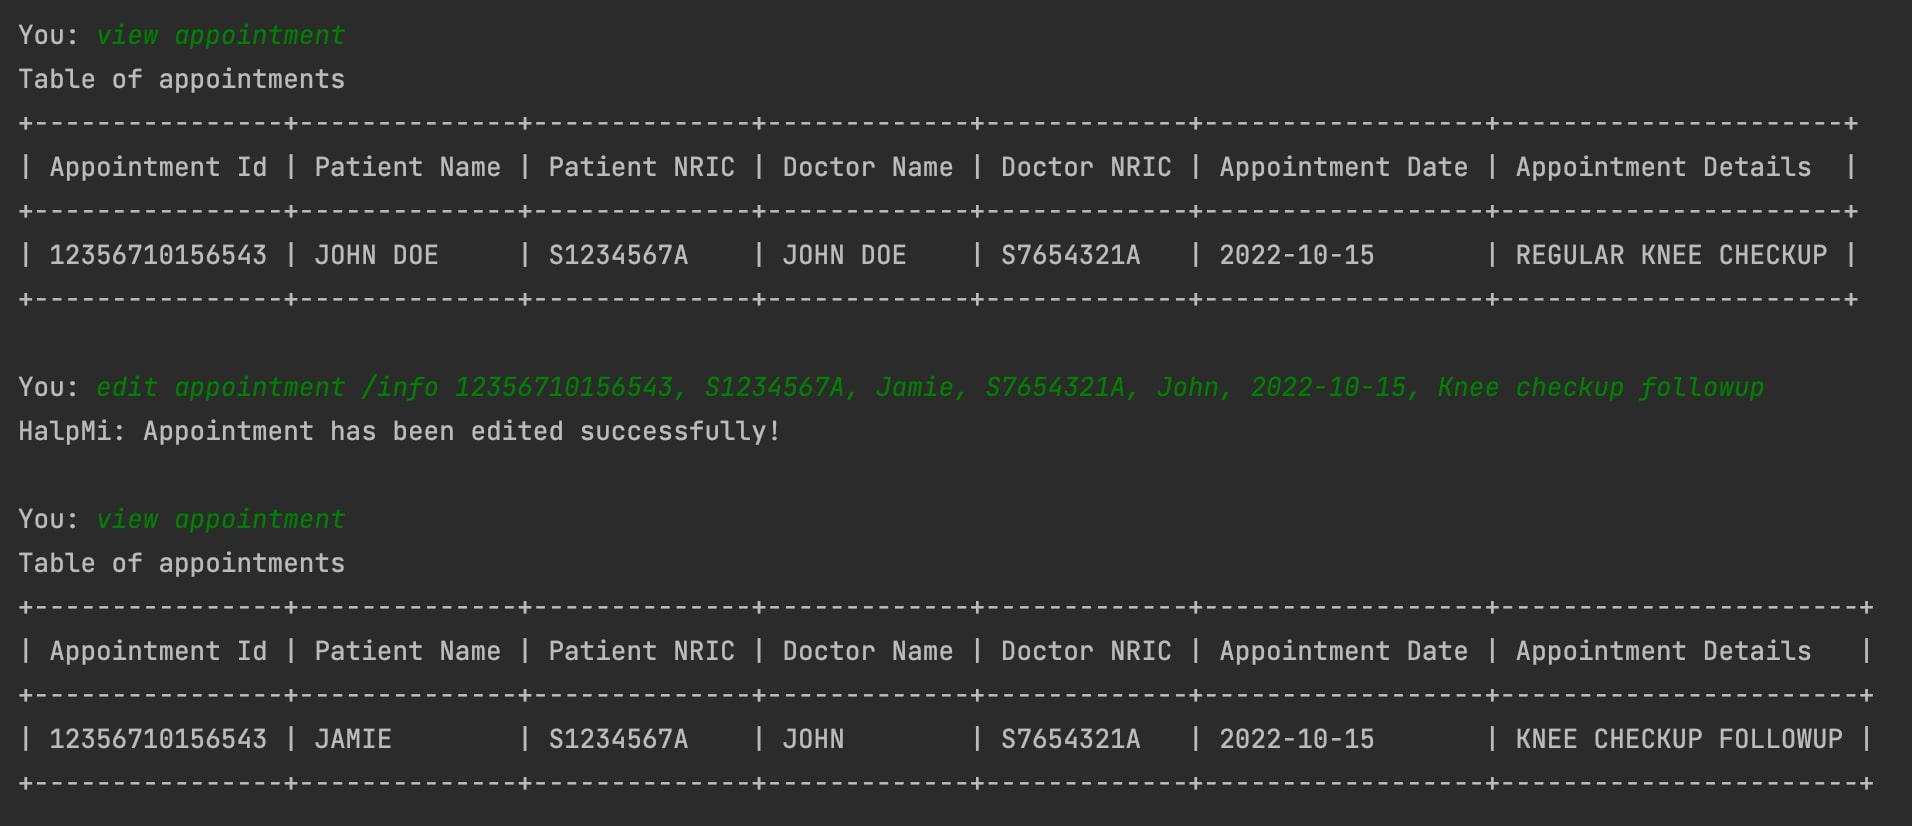 You: view appointment
Table of appointments
+----------------+--------------+--------------+-------------+-------------+------------------+----------------------+
| Appointment Id | Patient Name | Patient NRIC | Doctor Name | Doctor NRIC | Appointment Date | Appointment Details  |
+----------------+--------------+--------------+-------------+-------------+------------------+----------------------+
| 12356710156543 | JOHN DOE     | S1234567A    | JOHN DOE    | S7654321A   | 2022-10-15       | REGULAR KNEE CHECKUP |
+----------------+--------------+--------------+-------------+-------------+------------------+----------------------+
You: edit appointment /info 12356710156543, S1234567A, Jamie, S7654321A, John, 2022-10-15, Knee checkup followup
HalpMi: Appointment has been edited successfully!
You: view appointment
Table of appointments
+----------------+--------------+--------------+-------------+-------------+------------------+-----------------------+
| Appointment Id | Patient Name | Patient NRIC | Doctor Name | Doctor NRIC | Appointment Date | Appointment Details   |
+----------------+--------------+--------------+-------------+-------------+------------------+-----------------------+
| 12356710156543 | JAMIE        | S1234567A    | JOHN        | S7654321A   | 2022-10-15       | KNEE CHECKUP FOLLOWUP |
+----------------+--------------+--------------+-------------+-------------+------------------+-----------------------+